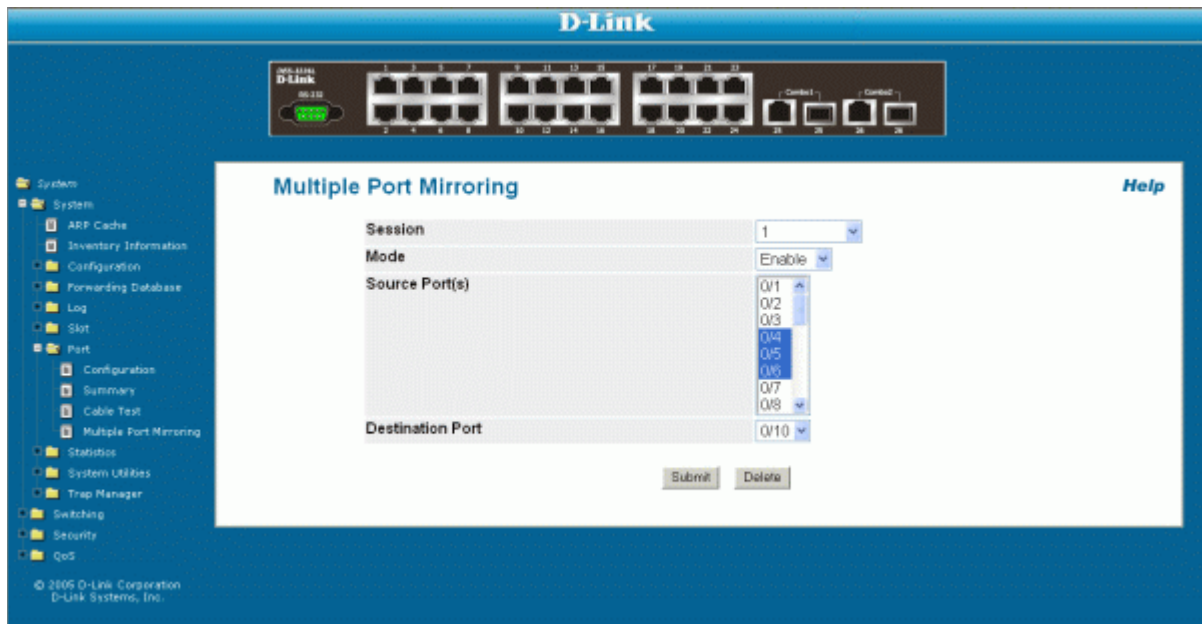 D-Link
D-Link
RS-232
1 3 5 7 9 11 13 15 17 19 21 23
Combo1 Combo2
2 4 6 8 10 12 14 16 18 20 22 24 25 25 26 26
System
System
ARP Cache
Inventory Information
Configuration
Forwarding Database
Log
Slot
Port
Configuration
Summary
Cable Test
Multiple Port Mirroring
Statistics
System Utilities
Trap Manager
Switching
Security
QoS
© 2005 D-Link Corporation
D-Link Systems, Inc.
Multiple Port Mirroring
Help
Session 1
Mode Enable
Source Port(s) 0/1
0/2
0/3
0/4
0/5
0/6
0/7
0/8
Destination Port 0/10
Submit Delete